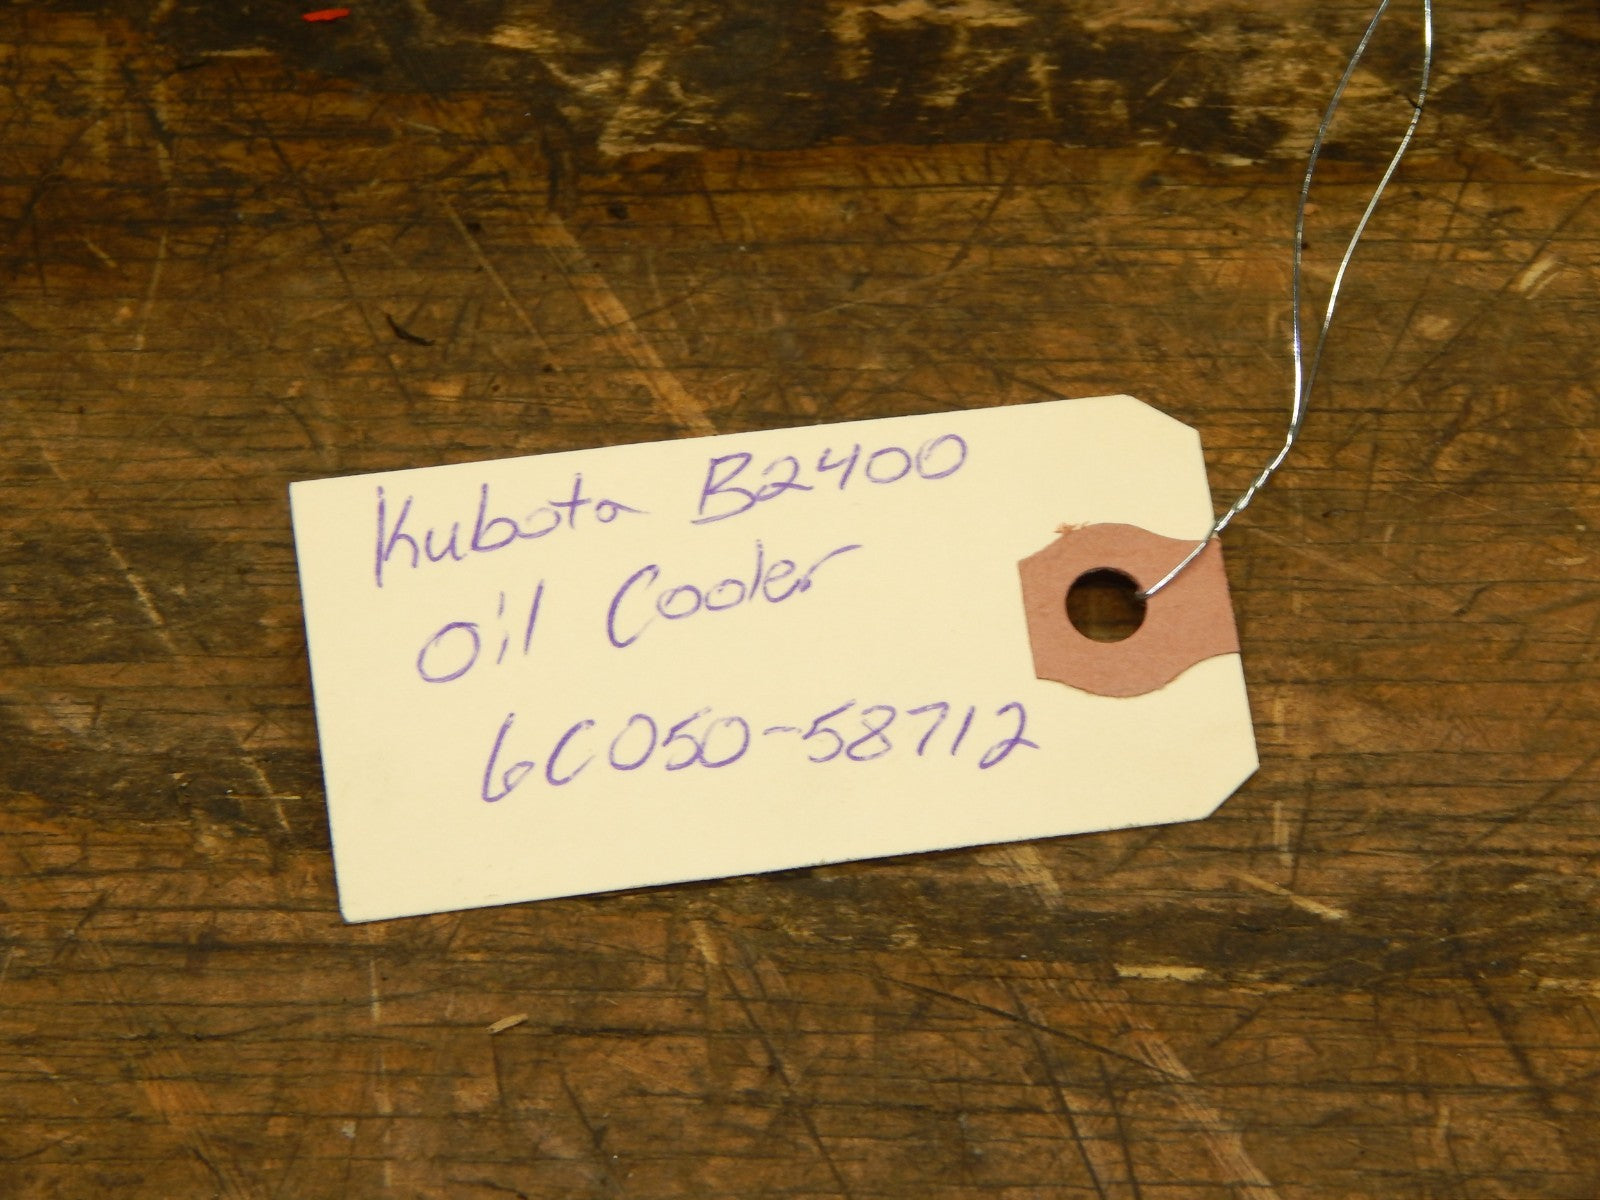 Kubota B2400
Oil Cooler
6C050-58712